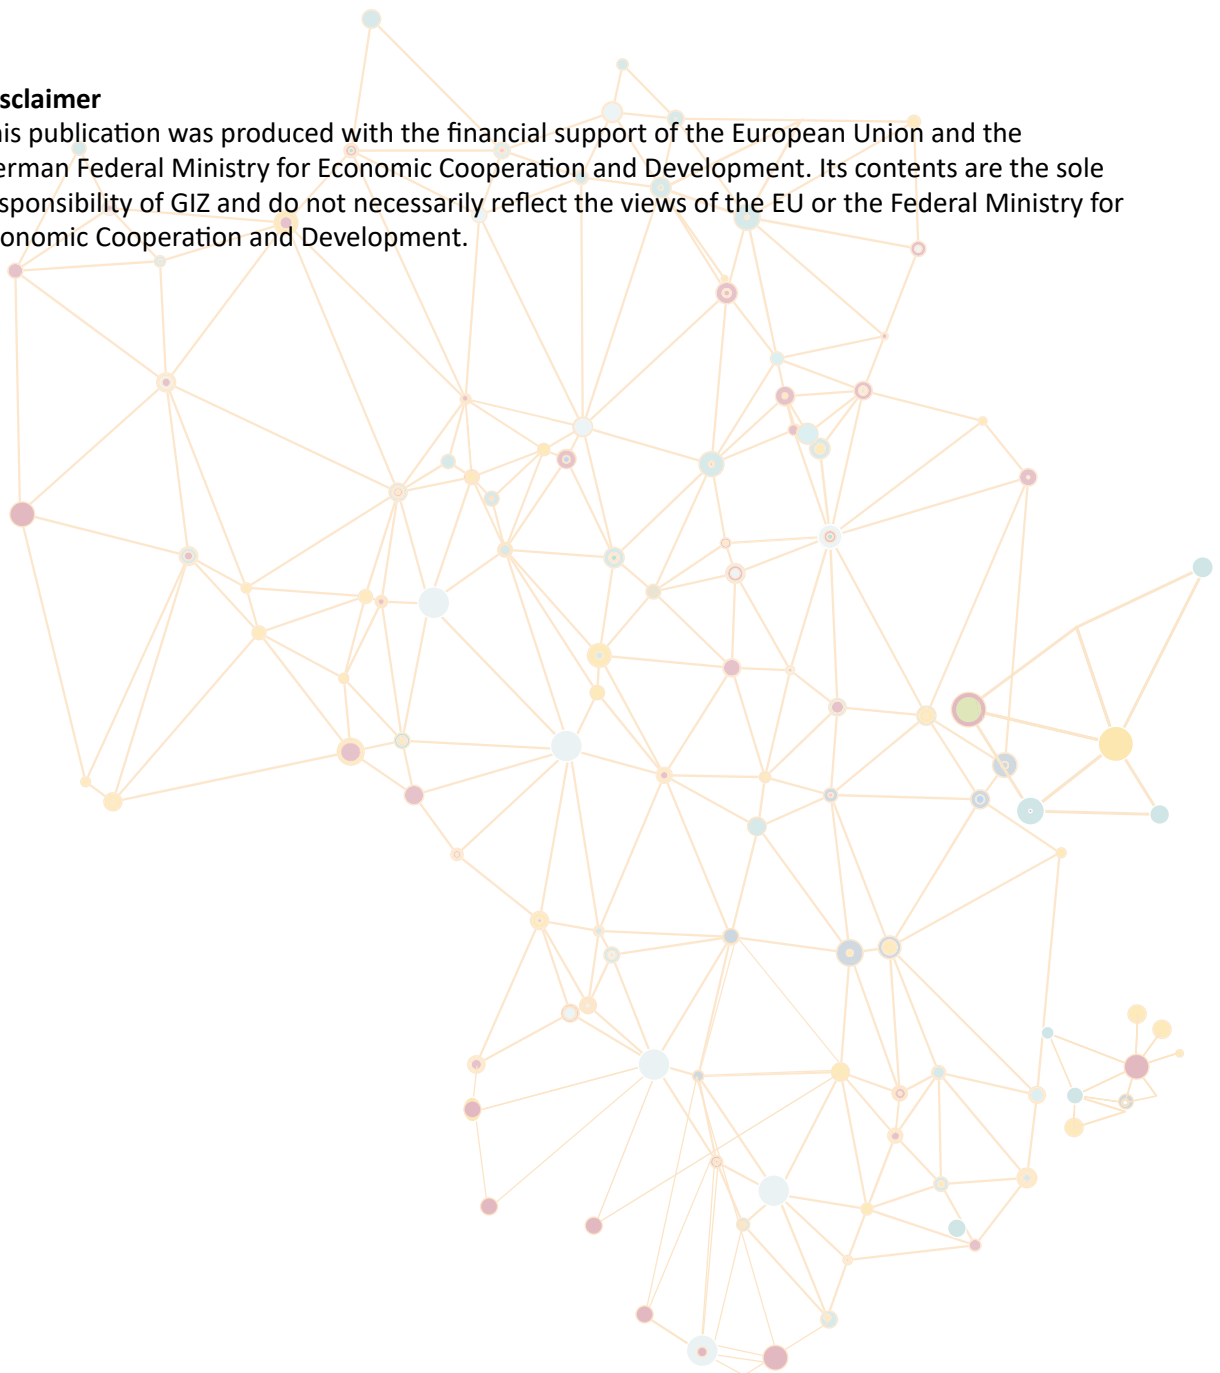 sclaimer
is publication was produced with the financial support of the European Union and the
erman Federal Ministry for Economic Cooperation and Development. Its contents are the sole
sponsibility of GIZ and do not necessarily reflect the views of the EU or the Federal Ministry for
onomic Cooperation and Development.